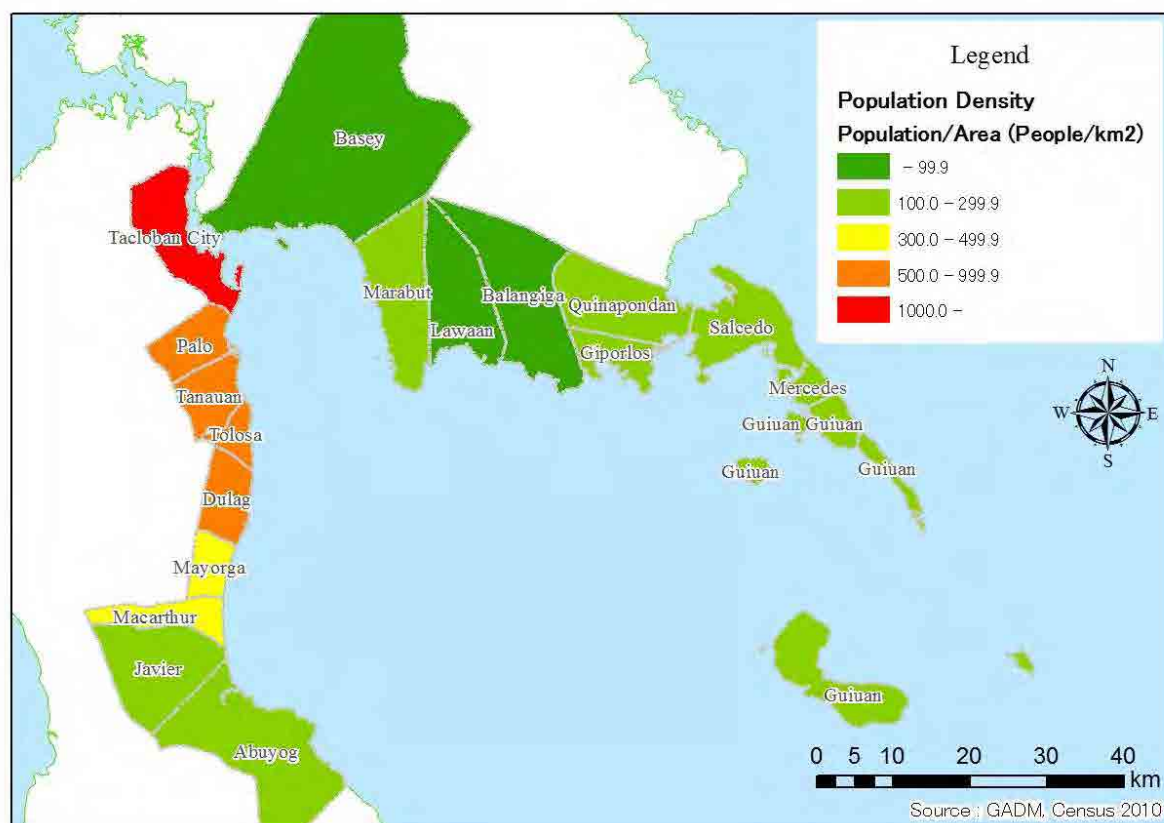 Legend
Population Density
Population/Area (People/km2)
- 99.9
100.0 - 299.9
300.0 - 499.9
500.0 - 999.9
1000.0 -
Basey
Tacloban City
Marabut
Lawaan
Balangiga
Quinapondan
Giporlos
Salcedo
Mercedes
Guiuan Guiuan
Guiuan
Guiuan
Palo
Tanauan
Tolosa
Dulag
Mayorga
Macarthur
Javier
Abuyog
Guiuan
N
W E
S
0 5 10 20 30 40
km
Source ; GADM, Census 2010